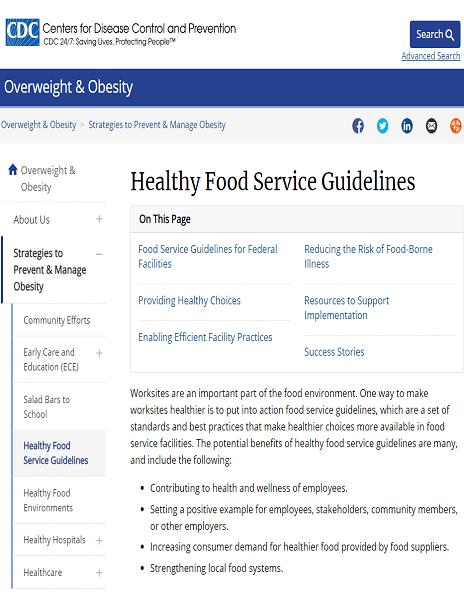 CDC Centers for Disease Control and Prevention
CDC 24/7: Saving Lives, Protecting People™
Search
Advanced Search
Overweight & Obesity
Overweight & Obesity > Strategies to Prevent & Manage Obesity
Overweight &
Obesity
About Us +
Strategies to −
Prevent & Manage
Obesity
Community Efforts
Early Care and +
Education (ECE)
Salad Bars to
School
Healthy Food
Service Guidelines
Healthy Food
Environments
Healthy Hospitals +
Healthcare +
Healthy Food Service Guidelines
On This Page
Food Service Guidelines for Federal
Facilities
Providing Healthy Choices
Enabling Efficient Facility Practices
Reducing the Risk of Food-Borne
Illness
Resources to Support
Implementation
Success Stories
Worksites are an important part of the food environment. One way to make
worksites healthier is to put into action food service guidelines, which are a set of
standards and best practices that make healthier choices more available in food
service facilities. The potential benefits of healthy food service guidelines are many,
and include the following:
• Contributing to health and wellness of employees.
• Setting a positive example for employees, stakeholders, community members,
or other employers.
• Increasing consumer demand for healthier food provided by food suppliers.
• Strengthening local food systems.